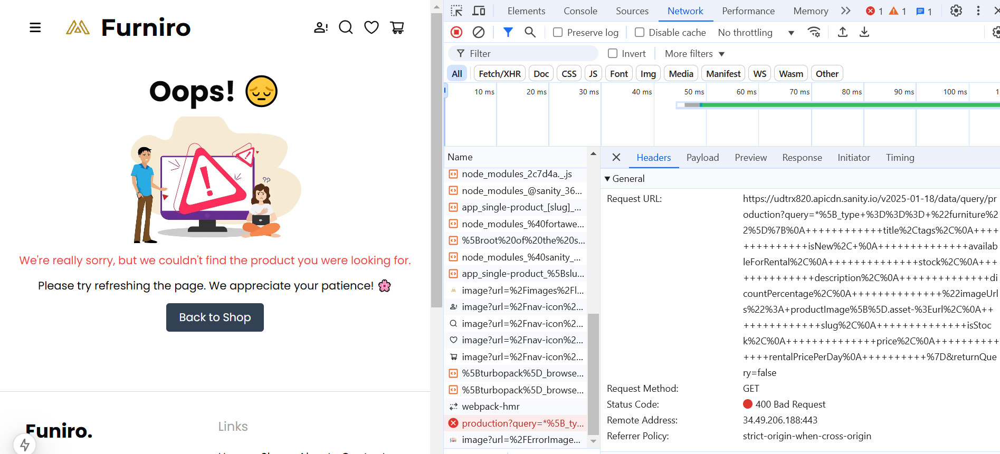 Furniro
Oops!
We're really sorry, but we couldn't find the product you were looking for.
Please try refreshing the page. We appreciate your patience!
Back to Shop
Funiro.
Links
Elements Console Sources Network Performance Memory 1 1 1
Preserve log Disable cache No throttling
Filter Invert More filters
All Fetch/XHR Doc CSS JS Font Img Media Manifest WS Wasm Other
10 ms 20 ms 30 ms 40 ms 50 ms 60 ms 70 ms 80 ms 90 ms 100 ms 1
Name
node_modules_2c7d4a._.js
node_modules_@sanity_36...
app_single-product_[slug]_...
node_modules_%40fortawe...
%5Broot%20of%20the%20s...
node_modules_%40sanity_...
app_single-product_%5Bslu...
image?url=%2Fimages%2Fl...
image?url=%2Fnav-icon%2...
image?url=%2Fnav-icon%2...
image?url=%2Fnav-icon%2...
image?url=%2Fnav-icon%2...
%5Bturbopack%5D_browse...
%5Bturbopack%5D_browse...
webpack-hmr
production?query=*%5B_ty...
image?url=%2FErrorImage...
Headers Payload Preview Response Initiator Timing
General
Request URL:
https://udtrx820.apicdn.sanity.io/v2025-01-18/data/query/pr
oduction?query=*%5B_type+%3D%3D%3D+%22furniture%2
2%5D%7B%0A++++++++++++title%2Ctags%2C%0A++++
++++++++++isNew%2C+%0A++++++++++++++availab
leForRental%2C%0A++++++++++++++stock%2C%0A+++
+++++++++++description%2C%0A++++++++++++++di
countPercentage%2C%0A++++++++++++++%22imageUrl
s%22%3A+productImage%5B%5D.asset-%3Eurl%2C%0A++
++++++++++++slug%2C%0A++++++++++++++isStoc
k%2C%0A++++++++++++++price%2C%0A++++++++++
++++rentalPricePerDay%0A++++++++++%7D&returnQue
ry=false
Request Method: GET
Status Code: 400 Bad Request
Remote Address: 34.49.206.188:443
Referrer Policy: strict-origin-when-cross-origin